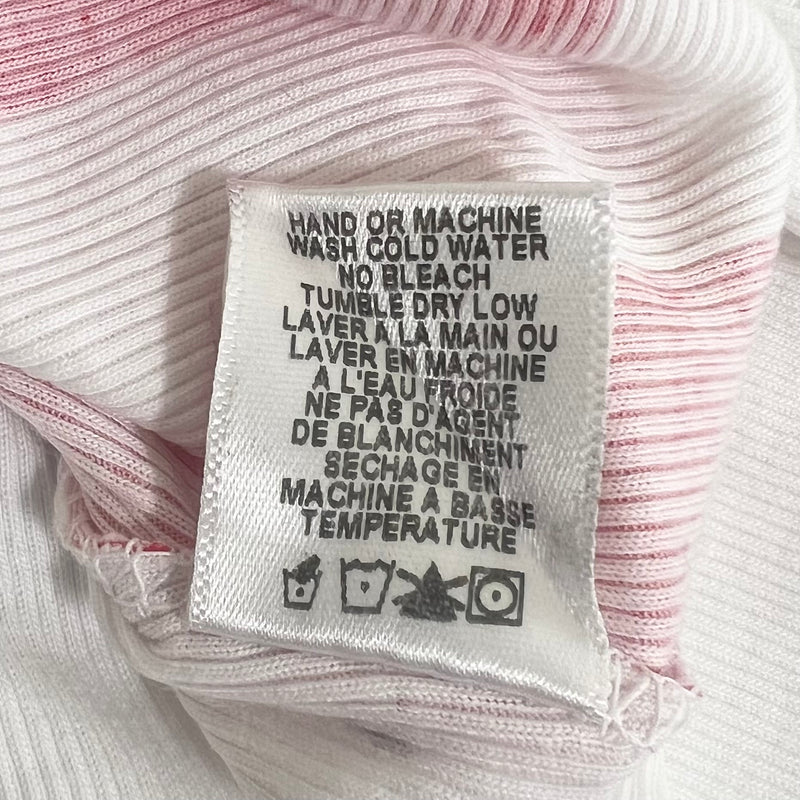 HAND OR MACHINE
WASH COLD WATER
NO BLEACH
TUMBLE DRY LOW
LAVER A LA MAIN OU
LAVER EN MACHINE
A L'EAU FROIDE
NE PAS D'AGENT
DE BLANCHIMENT
SECHAGE EN
MACHINE A BASSE
TEMPERATURE